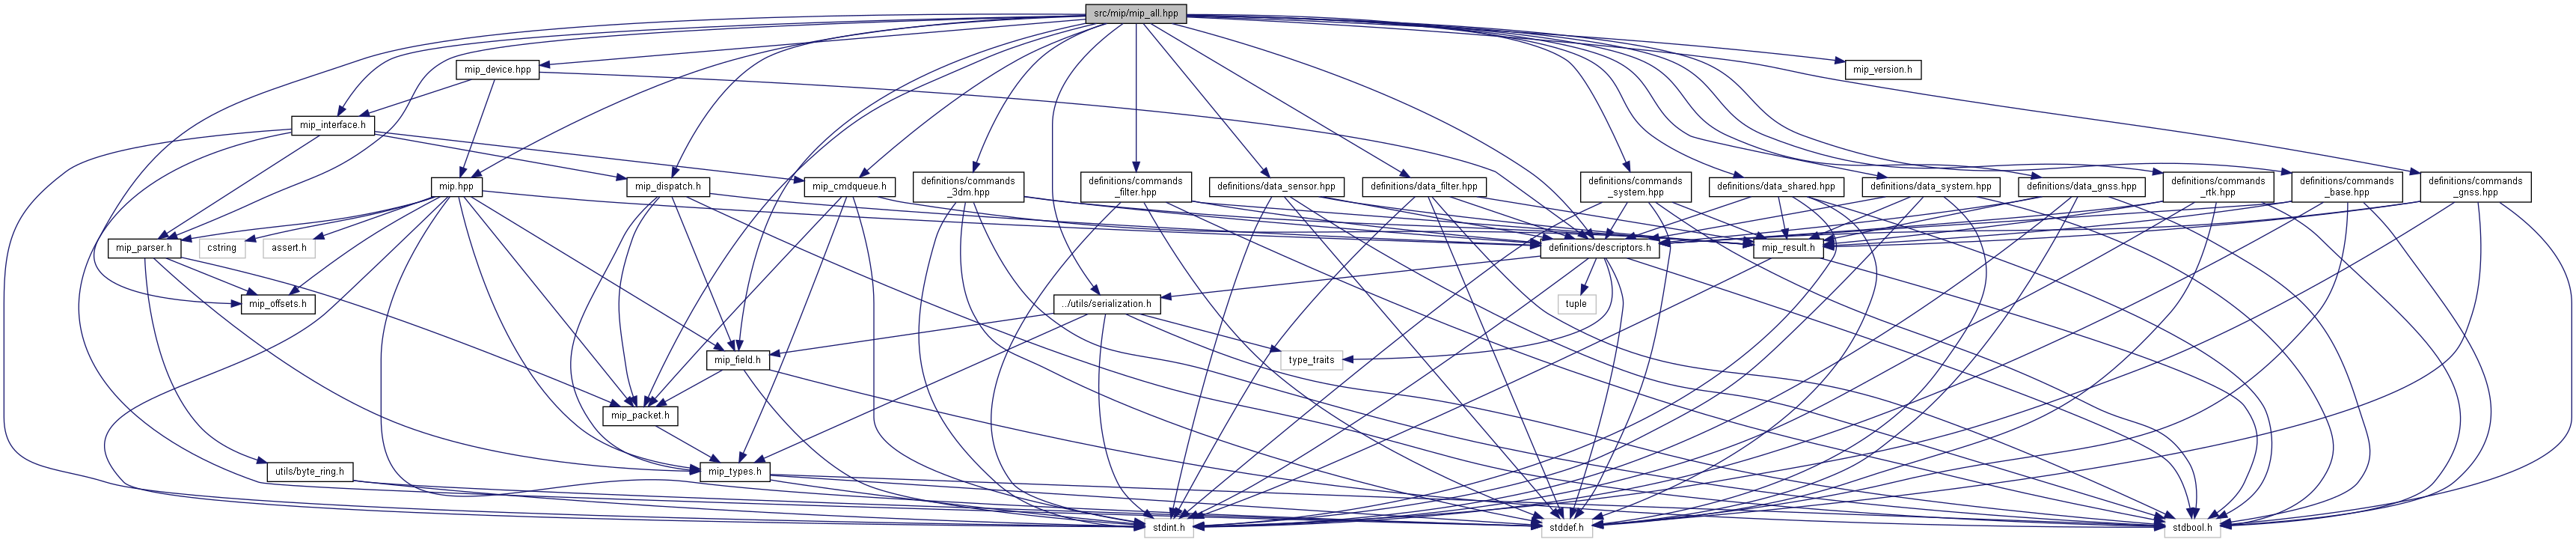 src/mip/mip_all.hpp
mip_device.hpp
mip_version.h
mip_interface.h
mip.hpp
mip_dispatch.h
mip_cmdqueue.h
definitions/commands
_3dm.hpp
definitions/commands
_filter.hpp
definitions/data_sensor.hpp
definitions/data_filter.hpp
definitions/commands
_system.hpp
definitions/data_shared.hpp
definitions/data_system.hpp
definitions/data_gnss.hpp
definitions/commands
_rtk.hpp
definitions/commands
_base.hpp
definitions/commands
_gnss.hpp
mip_parser.h
cstring
assert.h
definitions/descriptors.h
mip_result.h
mip_offsets.h
../utils/serialization.h
tuple
mip_field.h
type_traits
mip_packet.h
utils/byte_ring.h
mip_types.h
stdint.h
stddef.h
stdbool.h